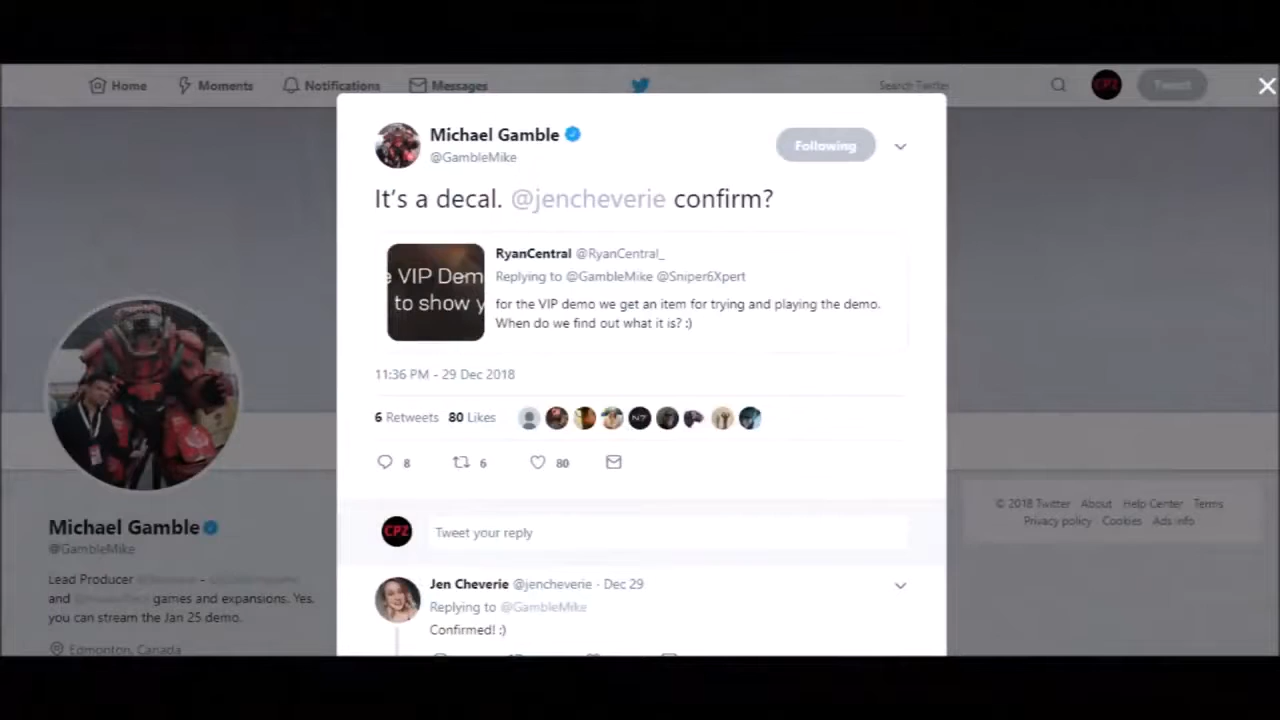 Home Moments Notifications Messages Search Twitter CPZ Tweet
Michael Gamble
@GambleMike
Following
It's a decal. @jencheverie confirm?
e VIP Dem
to show y
RyanCentral @RyanCentral_
Replying to @GambleMike @Sniper6Xpert
for the VIP demo we get an item for trying and playing the demo.
When do we find out what it is? :)
11:36 PM - 29 Dec 2018
6 Retweets 80 Likes N7
8 6 80
CPZ Tweet your reply
Jen Cheverie @jencheverie · Dec 29
Replying to @GambleMike
Confirmed! :)
Michael Gamble
@GambleMike
Lead Producer -
and games and expansions. Yes.
you can stream the Jan 25 demo.
Edmonton, Canada
© 2018 Twitter About Help Center Terms
Privacy policy Cookies Ads info